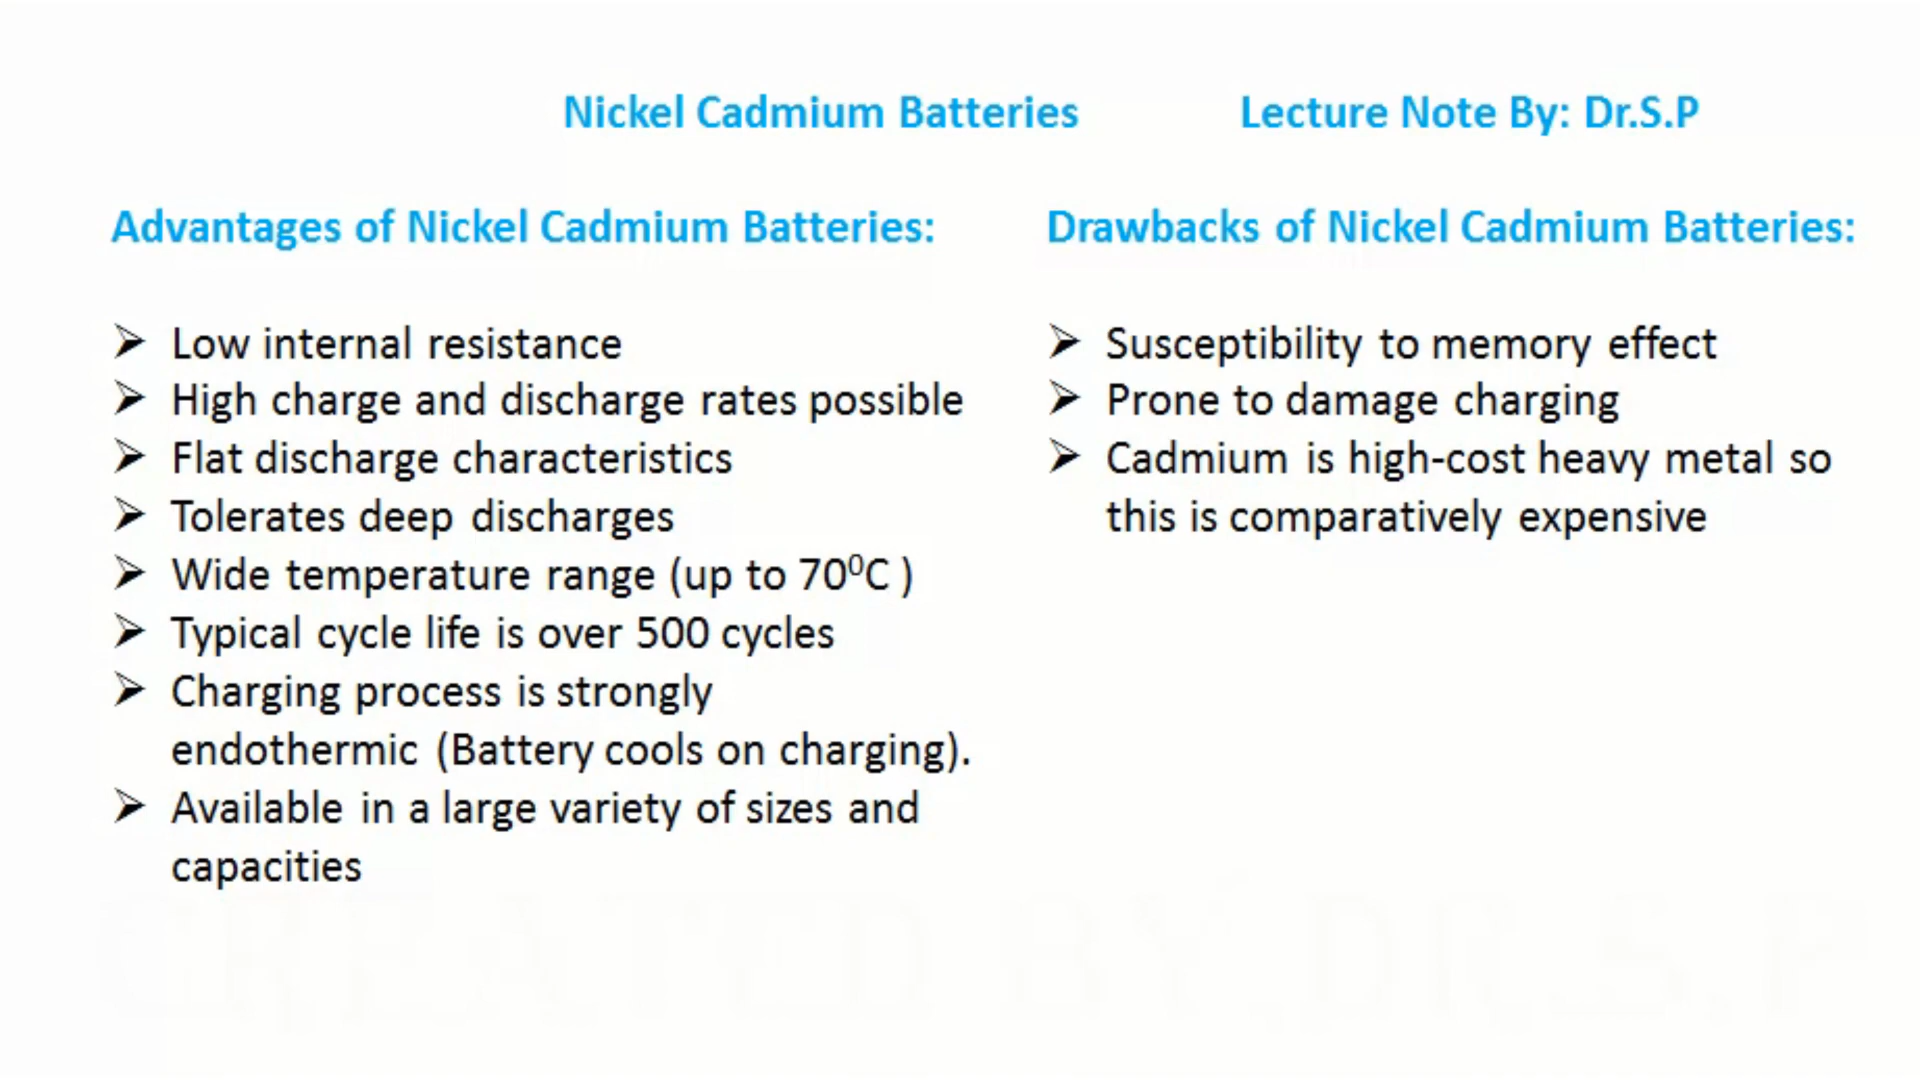 Nickel Cadmium Batteries
Lecture Note By: Dr.S.P
Advantages of Nickel Cadmium Batteries:
➢ Low internal resistance
➢ High charge and discharge rates possible
➢ Flat discharge characteristics
➢ Tolerates deep discharges
➢ Wide temperature range (up to 70⁰C )
➢ Typical cycle life is over 500 cycles
➢ Charging process is strongly
endothermic (Battery cools on charging).
➢ Available in a large variety of sizes and
capacities
Drawbacks of Nickel Cadmium Batteries:
➢ Susceptibility to memory effect
➢ Prone to damage charging
➢ Cadmium is high-cost heavy metal so
this is comparatively expensive
CREATED BY,DR.S.P